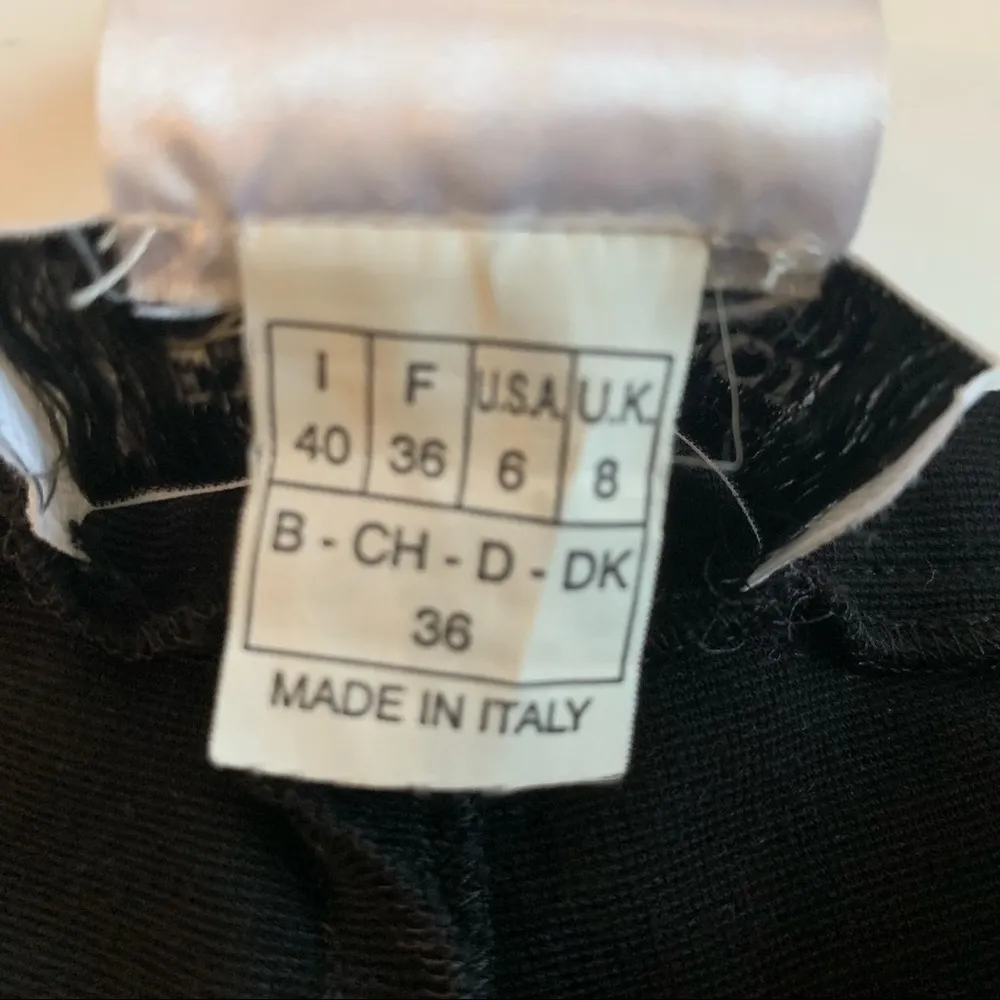 I F U.S.A. U.K.
40 36 6 8
B - CH - D - DK
36
MADE IN ITALY